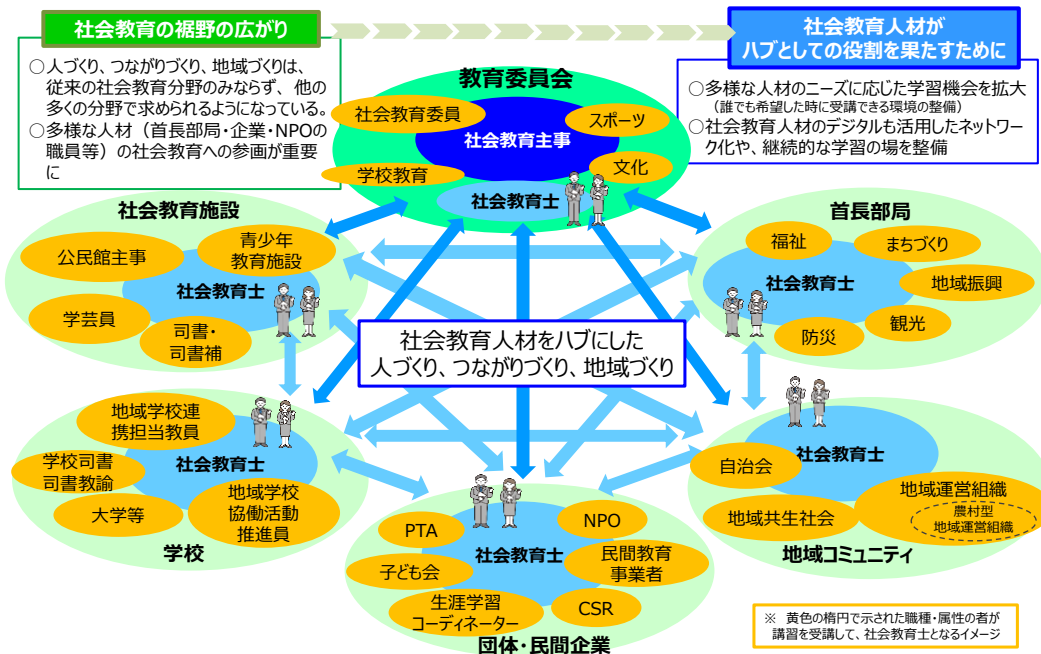 社会教育の裾野の広がり
○人づくり、つながりづくり、地域づくりは、
従来の社会教育分野のみならず、他の
多くの分野で求められるようになっている。
○多様な人材（首長部局・企業・NPOの
職員等）の社会教育への参画が重要
に
社会教育人材が
ハブとしての役割を果たすために
○多様な人材のニーズに応じた学習機会を拡大
（誰でも希望した時に受講できる環境の整備）
○社会教育人材のデジタルも活用したネットワー
ク化や、継続的な学習の場を整備
教育委員会
社会教育委員
スポーツ
社会教育主事
学校教育
文化
社会教育士
社会教育施設
公民館主事
青少年
教育施設
社会教育士
学芸員
司書・
司書補
首長部局
福祉
まちづくり
社会教育士
地域振興
観光
防災
社会教育人材をハブにした
人づくり、つながりづくり、地域づくり
地域学校連
携担当教員
学校司書
司書教諭
社会教育士
大学等
地域学校
協働活動
推進員
学校
PTA
NPO
社会教育士
子ども会
民間教育
事業者
生涯学習
コーディネーター
CSR
団体・民間企業
自治会
社会教育士
地域運営組織
農村型
地域運営組織
地域共生社会
地域コミュニティ
※ 黄色の楕円で示された職種・属性の者が
講習を受講して、社会教育士となるイメージ